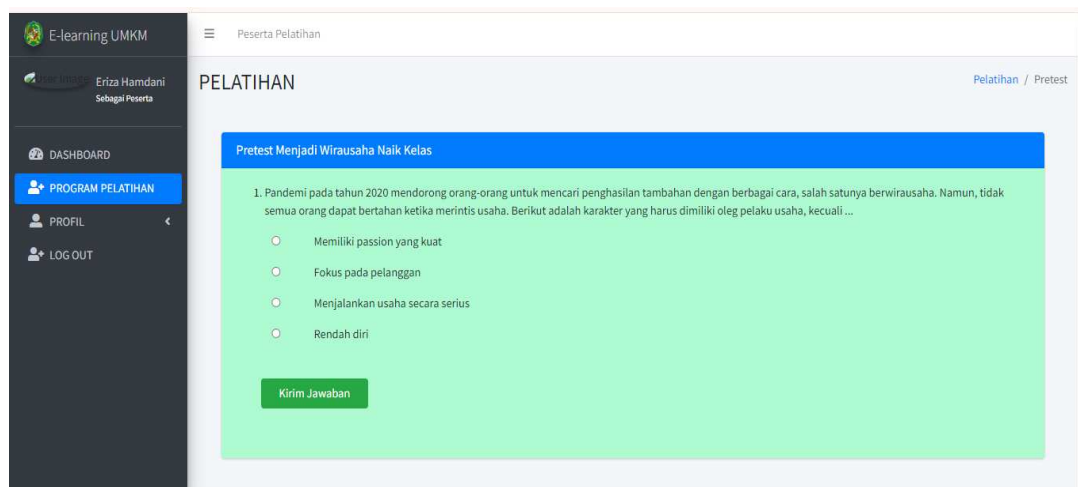 E-learning UMKM
Peserta Pelatihan
Eriza Hamdani
Sebagai Peserta
PELATIHAN
Pelatihan / Pretest
DASHBOARD
PROGRAM PELATIHAN
PROFIL
LOG OUT
Pretest Menjadi Wirausaha Naik Kelas
1. Pandemi pada tahun 2020 mendorong orang-orang untuk mencari penghasilan tambahan dengan berbagai cara, salah satunya berwirausaha. Namun, tidak
semua orang dapat bertahan ketika merintis usaha. Berikut adalah karakter yang harus dimiliki oleg pelaku usaha, kecuali ...
Memiliki passion yang kuat
Fokus pada pelanggan
Menjalankan usaha secara serius
Rendah diri
Kirim Jawaban